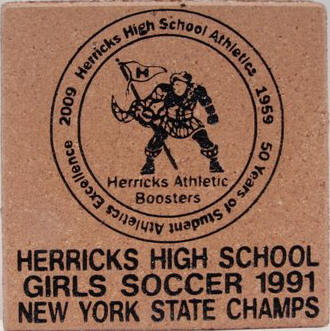 Herricks High School Athletics
1959
50 Years of Student Athletics Excellence
2009
H
Herricks Athletic
Boosters
HERRICKS HIGH SCHOOL
GIRLS SOCCER 1991
NEW YORK STATE CHAMPS